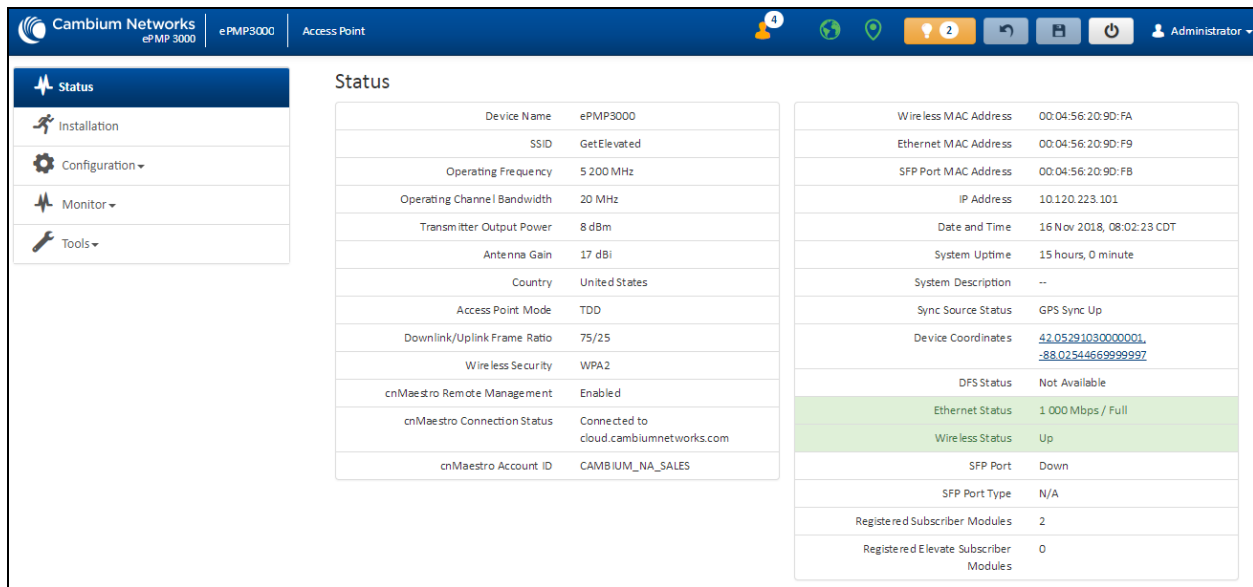 Cambium Networks
ePMP 3000
ePMP3000
Access Point
4
2
Administrator
Status
Installation
Configuration
Monitor
Tools
Status
Device Name ePMP3000
SSID GetElevated
Operating Frequency 5 200 MHz
Operating Channel Bandwidth 20 MHz
Transmitter Output Power 8 dBm
Antenna Gain 17 dBi
Country United States
Access Point Mode TDD
Downlink/Uplink Frame Ratio 75/25
Wireless Security WPA2
cnMaestro Remote Management Enabled
cnMaestro Connection Status Connected to
cloud.cambiumnetworks.com
cnMaestro Account ID CAMBIUM_NA_SALES
Wireless MAC Address 00:04:56:20:9D:FA
Ethernet MAC Address 00:04:56:20:9D:F9
SFP Port MAC Address 00:04:56:20:9D:FB
IP Address 10.120.223.101
Date and Time 16 Nov 2018, 08:02:23 CDT
System Uptime 15 hours, 0 minute
System Description --
Sync Source Status GPS Sync Up
Device Coordinates 42.05291030000001,
-88.02544669999997
DFS Status Not Available
Ethernet Status 1 000 Mbps / Full
Wireless Status Up
SFP Port Down
SFP Port Type N/A
Registered Subscriber Modules 2
Registered Elevate Subscriber 0
Modules